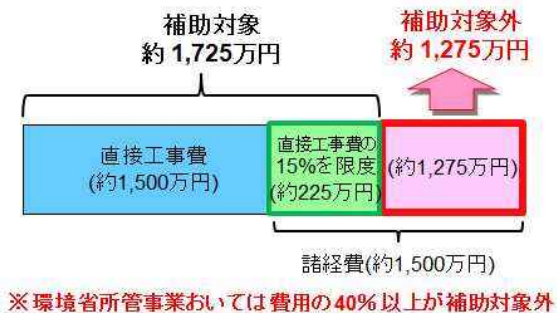 補助対象
約 1,725万円
補助対象外
約 1,275万円
直接工事費
(約1,500万円)
直接工事費の
15%を限度
(約225万円)
(約1,275万円)
諸経費(約1,500万円)
※環境省所管事業おいては費用の40%以上が補助対象外